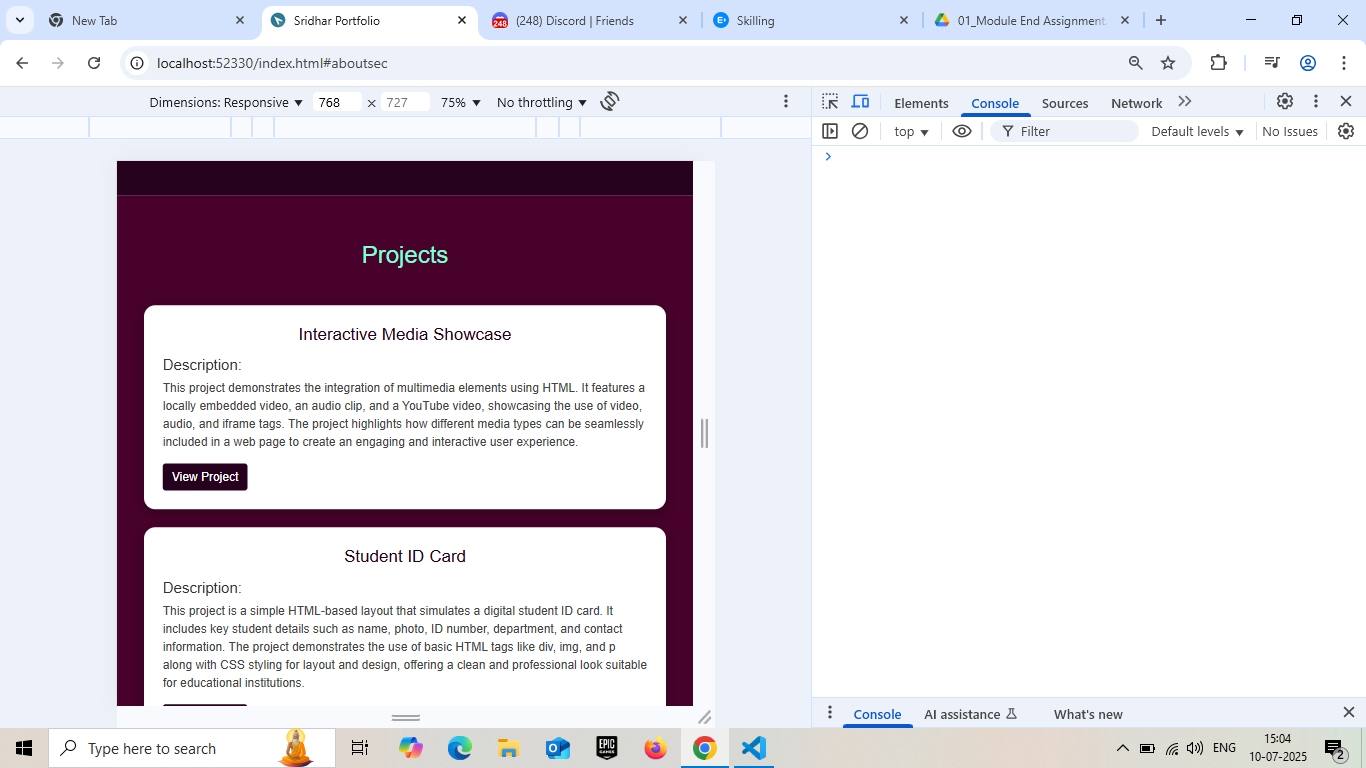 New Tab
Sridhar Portfolio
(248) Discord | Friends
Skilling
01_Module End Assignment
localhost:52330/index.html#aboutsec
Dimensions: Responsive
768 × 727
75%
No throttling
Elements
Console
Sources
Network
top
Filter
Default levels
No Issues
Projects
Interactive Media Showcase
Description:
This project demonstrates the integration of multimedia elements using HTML. It features a
locally embedded video, an audio clip, and a YouTube video, showcasing the use of video,
audio, and iframe tags. The project highlights how different media types can be seamlessly
included in a web page to create an engaging and interactive user experience.
View Project
Student ID Card
Description:
This project is a simple HTML-based layout that simulates a digital student ID card. It
includes key student details such as name, photo, ID number, department, and contact
information. The project demonstrates the use of basic HTML tags like div, img, and p
along with CSS styling for layout and design, offering a clean and professional look suitable
for educational institutions.
Console
AI assistance
What's new
Type here to search
EPIC
GAMES
ENG
15:04
10-07-2025
2